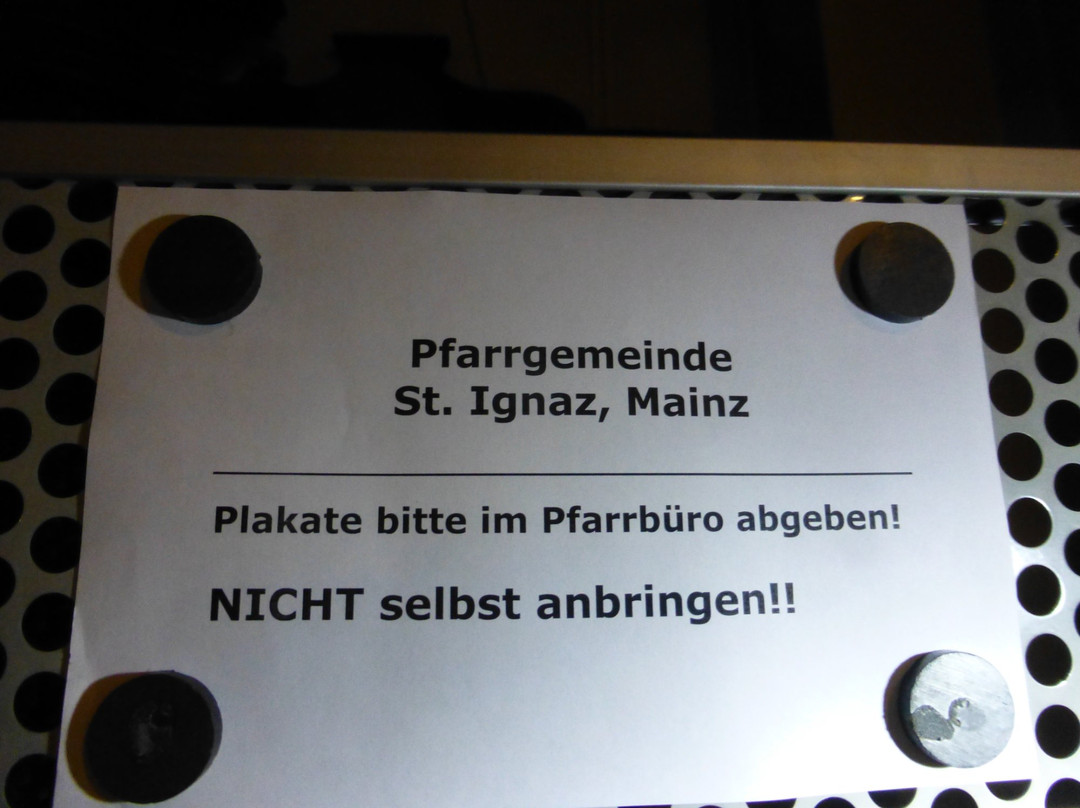 Pfarrgemeinde
St. Ignaz, Mainz
Plakate bitte im Pfarrbüro abgeben!
NICHT selbst anbringen!!